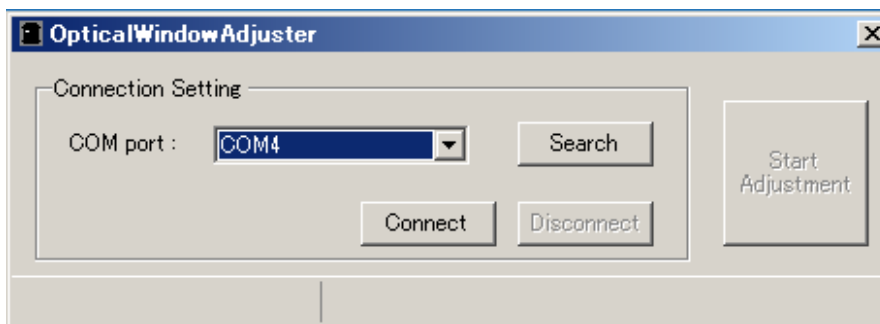 OpticalWindowAdjuster
Connection Setting
COM port :
COM4
Search
Connect
Disconnect
Start
Adjustment